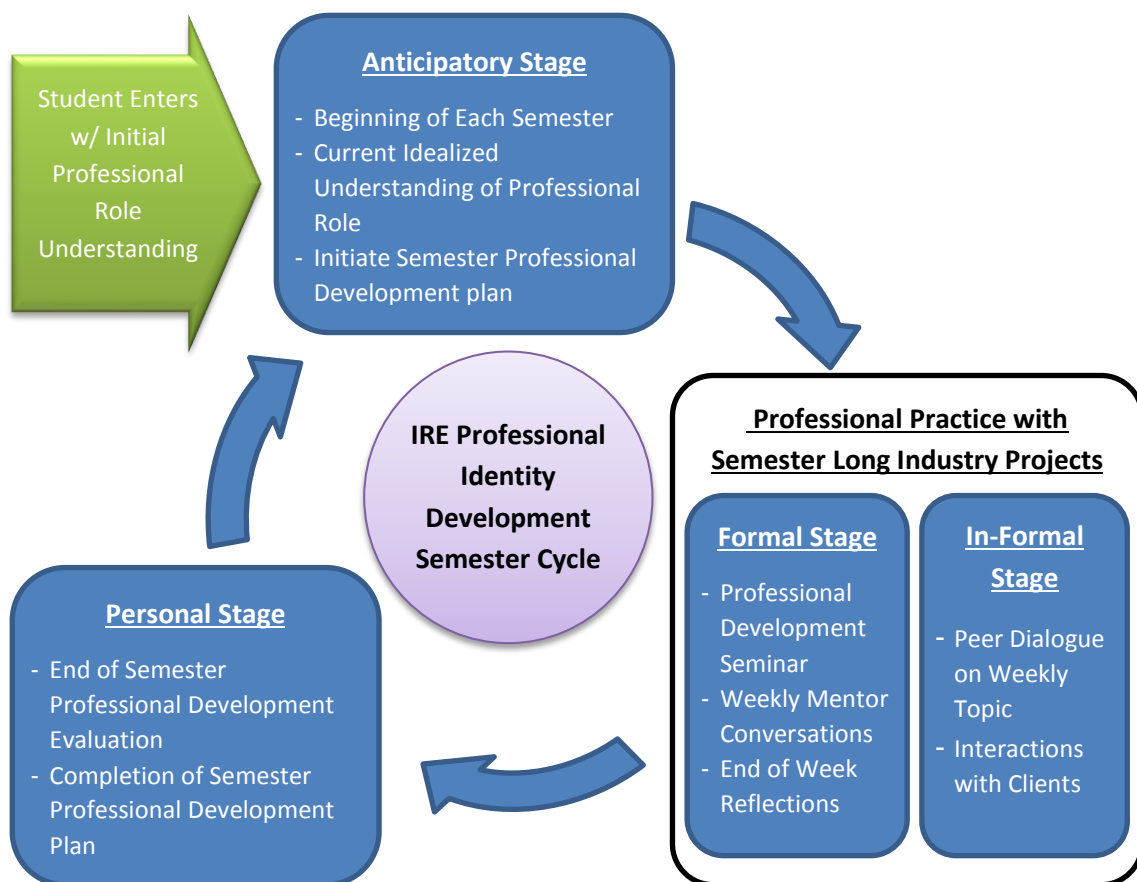 Student Enters
w/ Initial
Professional
Role
Understanding
Anticipatory Stage
- Beginning of Each Semester
- Current Idealized
Understanding of Professional
Role
- Initiate Semester Professional
Development plan
IRE Professional
Identity
Development
Semester Cycle
Professional Practice with
Semester Long Industry Projects
Formal Stage
- Professional
Development
Seminar
- Weekly Mentor
Conversations
- End of Week
Reflections
In-Formal
Stage
- Peer Dialogue
on Weekly
Topic
- Interactions
with Clients
Personal Stage
- End of Semester
Professional Development
Evaluation
- Completion of Semester
Professional Development
Plan